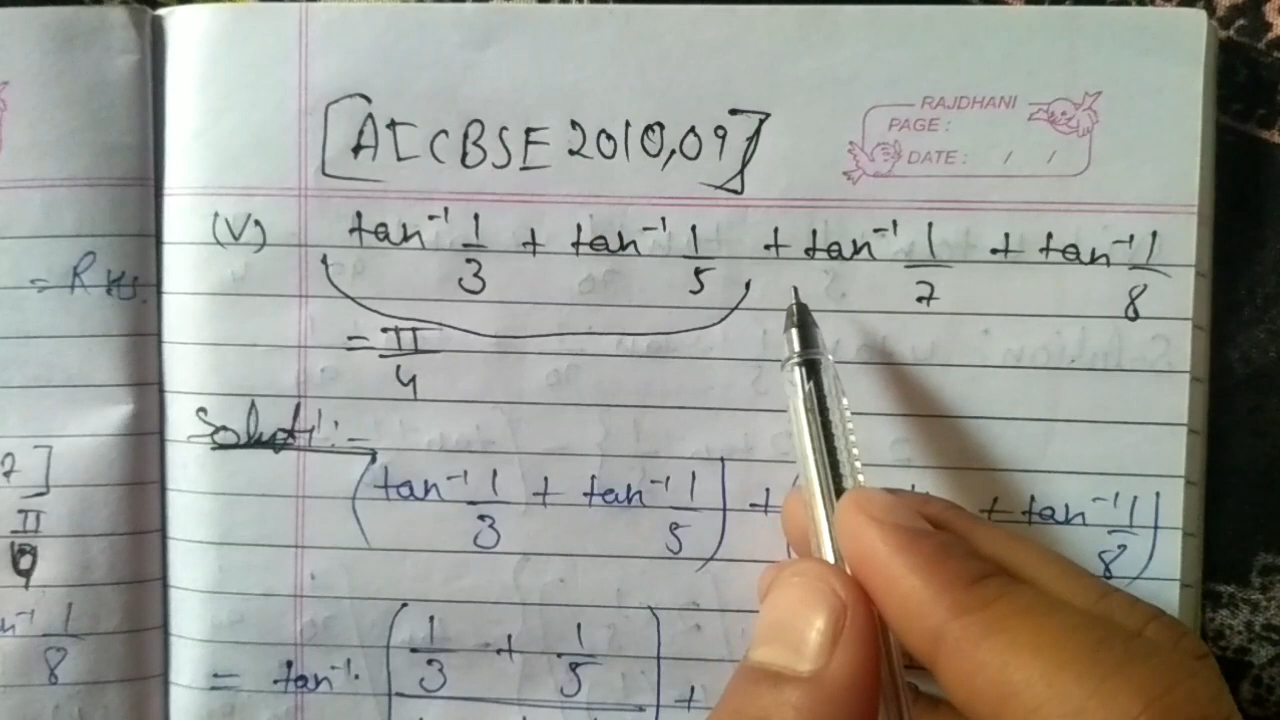 [AI CBSE 2010,09]
RAJDHANI
PAGE :
DATE : / /
(V) tan⁻¹ 1/3 + tan⁻¹ 1/5 + tan⁻¹ 1/7 + tan⁻¹ 1/8
= π/4
= R
(tan⁻¹ 1/3 + tan⁻¹ 1/5) + ( + tan⁻¹ 1/8)
7]
π
1/8
= tan⁻¹ (1/3 + 1/5) +